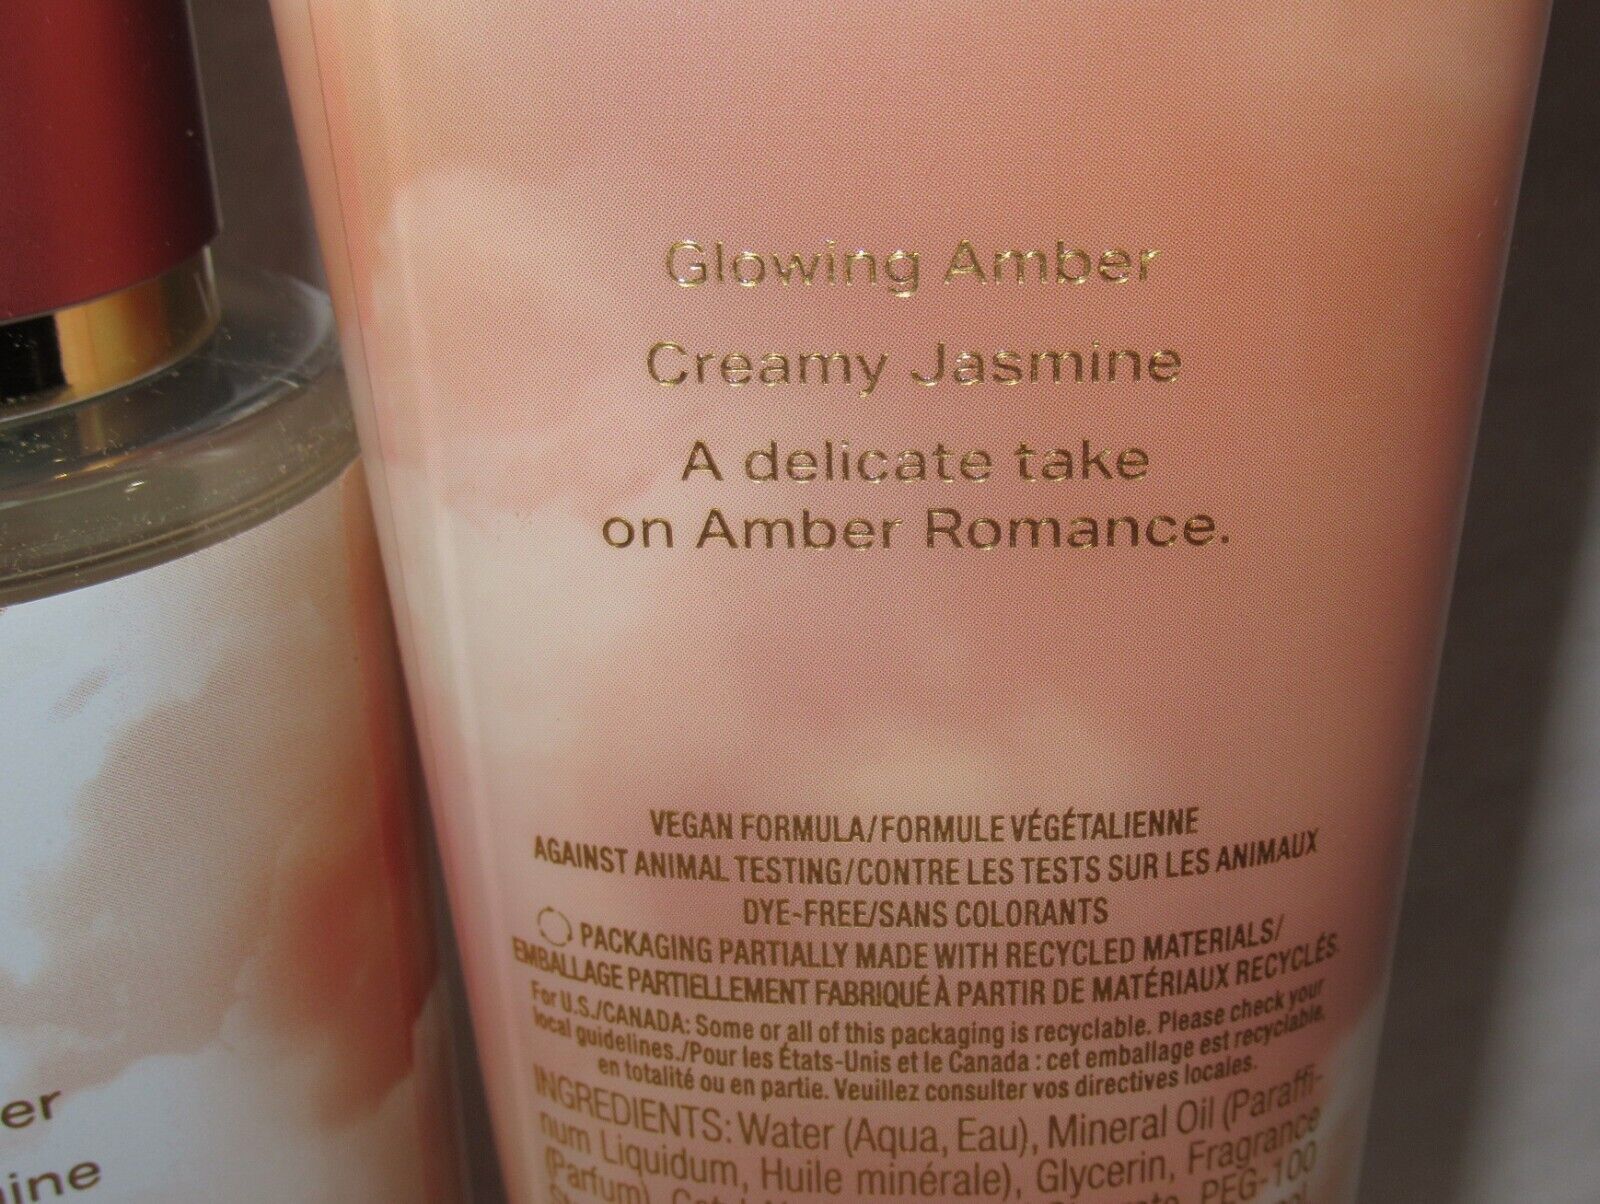 Glowing Amber
Creamy Jasmine
A delicate take
on Amber Romance.
VEGAN FORMULA/FORMULE VÉGÉTALIENNE
AGAINST ANIMAL TESTING/CONTRE LES TESTS SUR LES ANIMAUX
DYE-FREE/SANS COLORANTS
PACKAGING PARTIALLY MADE WITH RECYCLED MATERIALS/
EMBALLAGE PARTIELLEMENT FABRIQUÉ À PARTIR DE MATÉRIAUX RECYCLÉS.
For U.S./CANADA: Some or all of this packaging is recyclable. Please check your
local guidelines./Pour les États-Unis et le Canada : cet emballage est recyclable,
en totalité ou en partie. Veuillez consulter vos directives locales.
INGREDIENTS: Water (Aqua, Eau), Mineral Oil (Paraffi-
num Liquidum, Huile minérale), Glycerin, Fragrance
(Parfum), PEG-100
er
ine